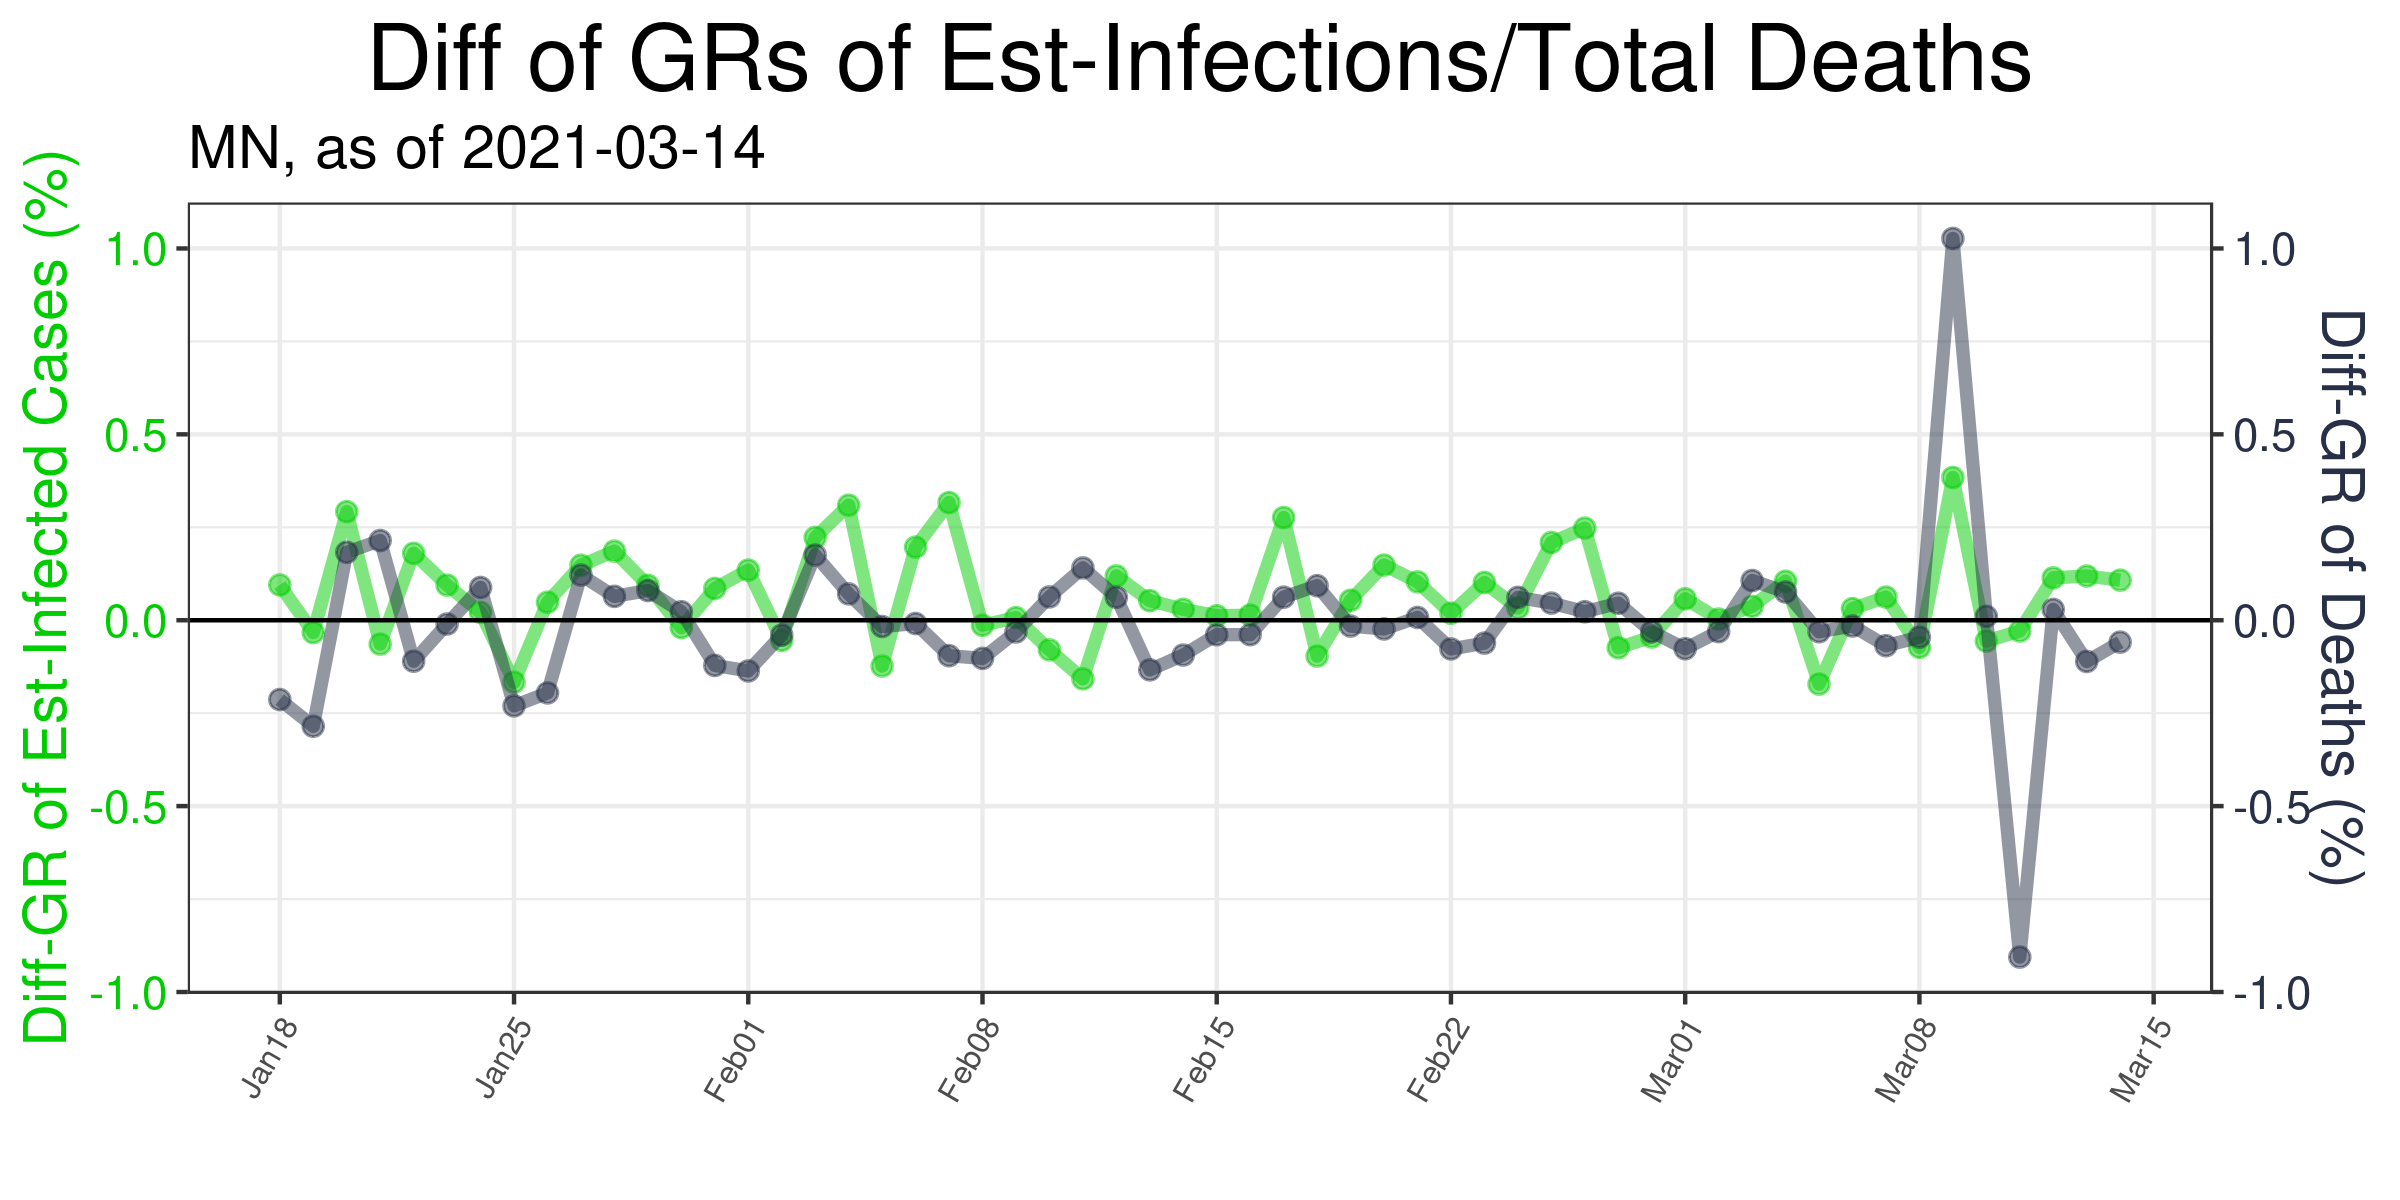 Diff of GRs of Est-Infections/Total Deaths
MN, as of 2021-03-14
Diff-GR of Est-Infected Cases (%)
1.0
0.5
0.0
-0.5
-1.0
1.0
0.5
0.0
-0.5
-1.0
Diff-GR of Deaths (%)
Jan18
Jan25
Feb01
Feb08
Feb15
Feb22
Mar01
Mar08
Mar15